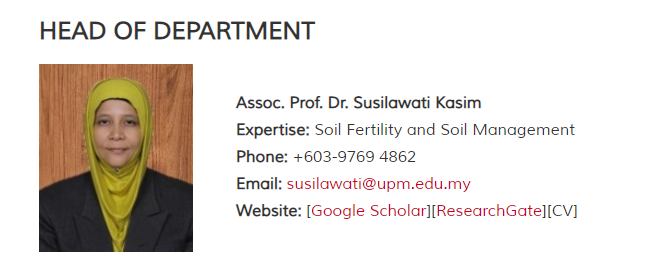 HEAD OF DEPARTMENT
Assoc. Prof. Dr. Susilawati Kasim
Expertise: Soil Fertility and Soil Management
Phone: +603-9769 4862
Email: susilawati@upm.edu.my
Website: [Google Scholar][ResearchGate][CV]